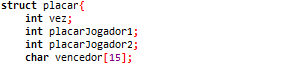 struct placar{
    int vez;
    int placarJogador1;
    int placarJogador2;
    char vencedor[15];